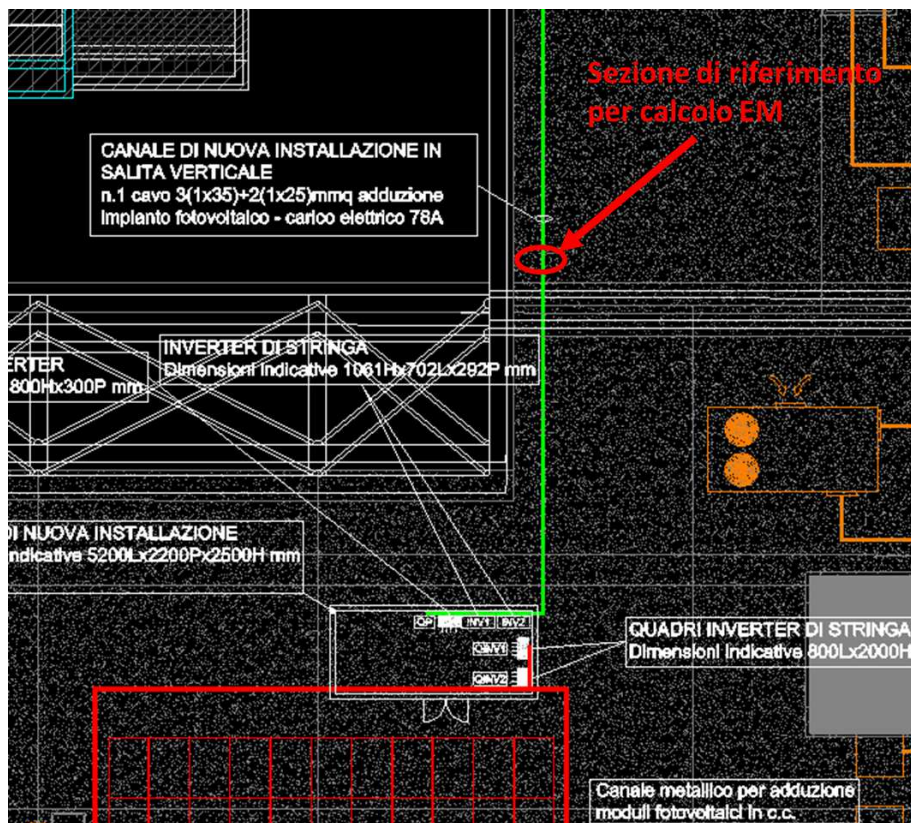 Sezione di riferimento
per calcolo EM
CANALE DI NUOVA INSTALLAZIONE IN
SALITA VERTICALE
n.1 cavo 3(1x35)+2(1x25)mmq adduzione
impianto fotovoltaico - carico elettrico 78A
INVERTER DI STRINGA
Dimensioni indicative 1061Hx702Lx292P mm
ERTER
800Hx300P mm
DI NUOVA INSTALLAZIONE
indicative 5200Lx2200Px2500H mm
QP
INV1
INV2
QINV1
QINV2
QUADRI INVERTER DI STRINGA
Dimensioni indicative 800Lx2000H
Canale metallico per adduzione
moduli fotovoltaici in c.c.